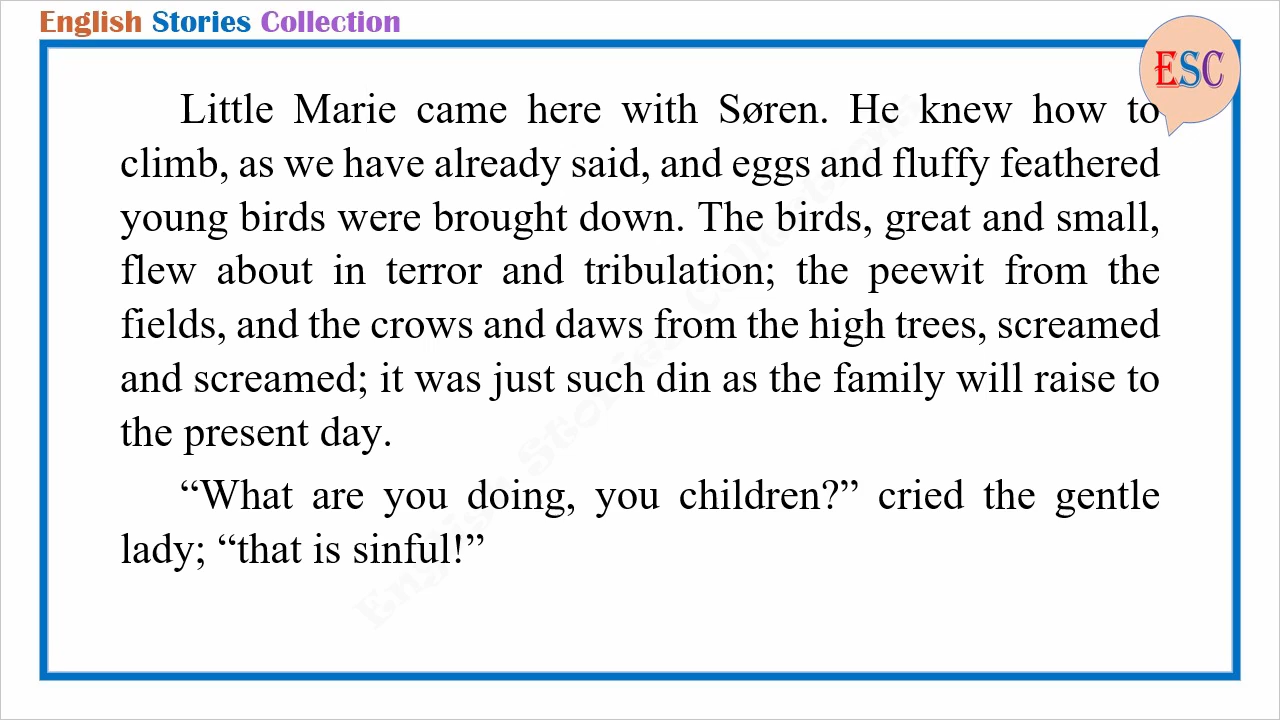 English Stories Collection
ESC
Little Marie came here with Søren. He knew how to
climb, as we have already said, and eggs and fluffy feathered
young birds were brought down. The birds, great and small,
flew about in terror and tribulation; the peewit from the
fields, and the crows and daws from the high trees, screamed
and screamed; it was just such din as the family will raise to
the present day.
“What are you doing, you children?” cried the gentle
lady; “that is sinful!”
English Stories Collection